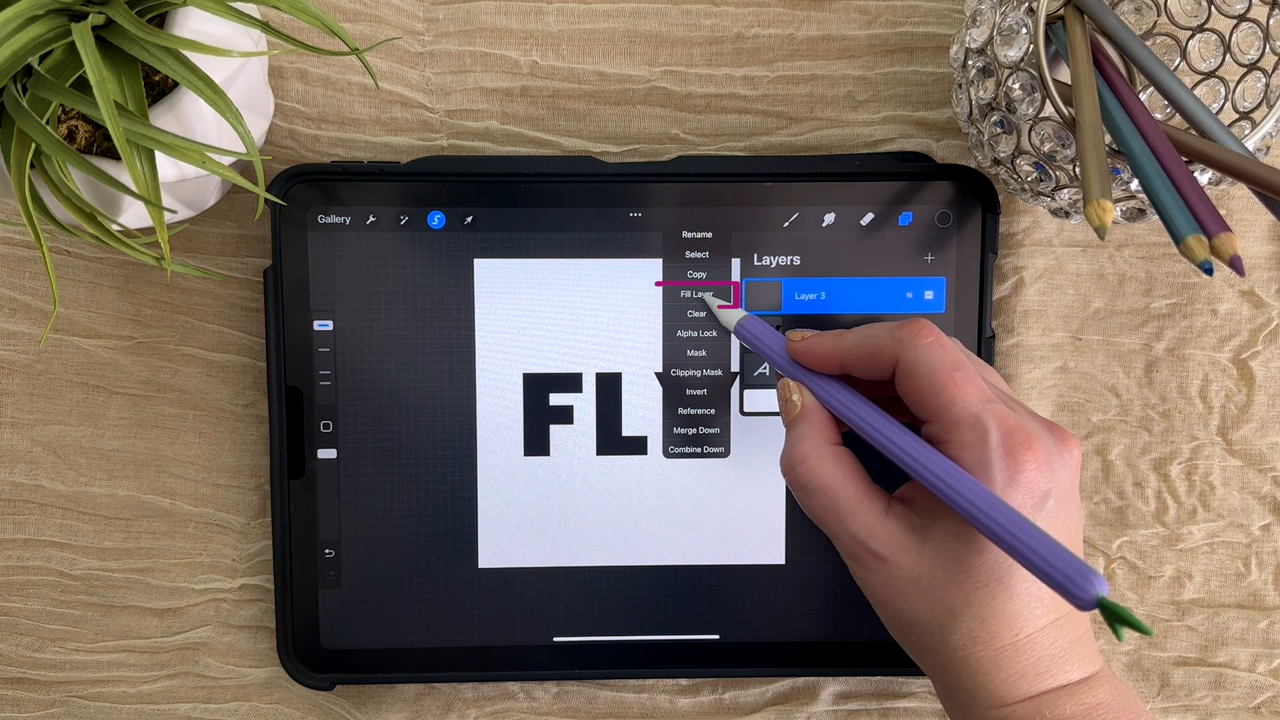 Gallery
Rename
Select
Copy
Fill Layer
Clear
Alpha Lock
Mask
Clipping Mask
Invert
Reference
Merge Down
Combine Down
Layers
Layer 3
N
A
FL